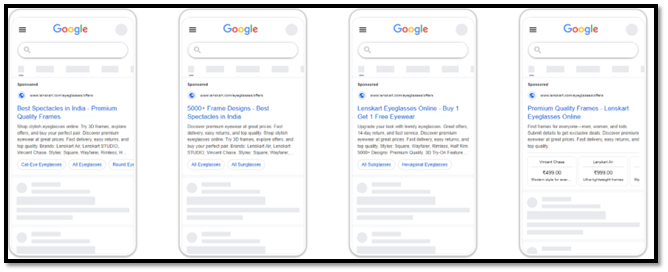 Google
Sponsored
www.lenskart.com/eyeglasses/offers
Best Spectacles in India - Premium
Quality Frames
Shop stylish eyeglasses online. Try 3D frames, explore
offers, and buy your perfect pair. Discover premium
eyewear at great prices. Fast delivery, easy returns, and
top quality. Brands: Lenskart Air, Lenskart STUDIO,
Vincent Chase. Styles: Square, Wayfarer, Rimless, H...
Cat-Eye Eyeglasses
All Eyeglasses
Round Eye
Google
Sponsored
www.lenskart.com/eyeglasses/offers
5000+ Frame Designs - Best
Spectacles in India
Discover premium eyewear at great prices. Fast
delivery, easy returns, and top quality. Shop stylish
eyeglasses online. Try 3D frames, explore offers, and
buy your perfect pair. Brands: Lenskart Air, Lenskart
STUDIO, Vincent Chase. Styles: Square, Wayfarer...
All Eyeglasses
All Sunglasses
Google
Sponsored
www.lenskart.com/eyeglasses/offers
Lenskart Eyeglasses Online - Buy 1
Get 1 Free Eyewear
Upgrade your look with trendy eyeglasses. Great offers,
14-day return, and fast service. Discover premium
eyewear at great prices. Fast delivery, easy returns, and
top quality. Styles: Square, Wayfarer, Rimless, Half Rim.
5000+ Designs. Premium Quality. 3D Try-On Feature...
All Sunglasses
Hexagonal Eyeglasses
Google
Sponsored
www.lenskart.com/eyeglasses/offers
Premium Quality Frames - Lenskart
Eyeglasses Online
Find frames for everyone—men, women, and kids.
Submit details to get exclusive deals. Discover premium
eyewear at great prices. Fast delivery, easy returns, and
top quality.
Vincent Chase
₹499.00
Modern style for ever...
Lenskart Air
₹999.00
Ultra-lightweight frames